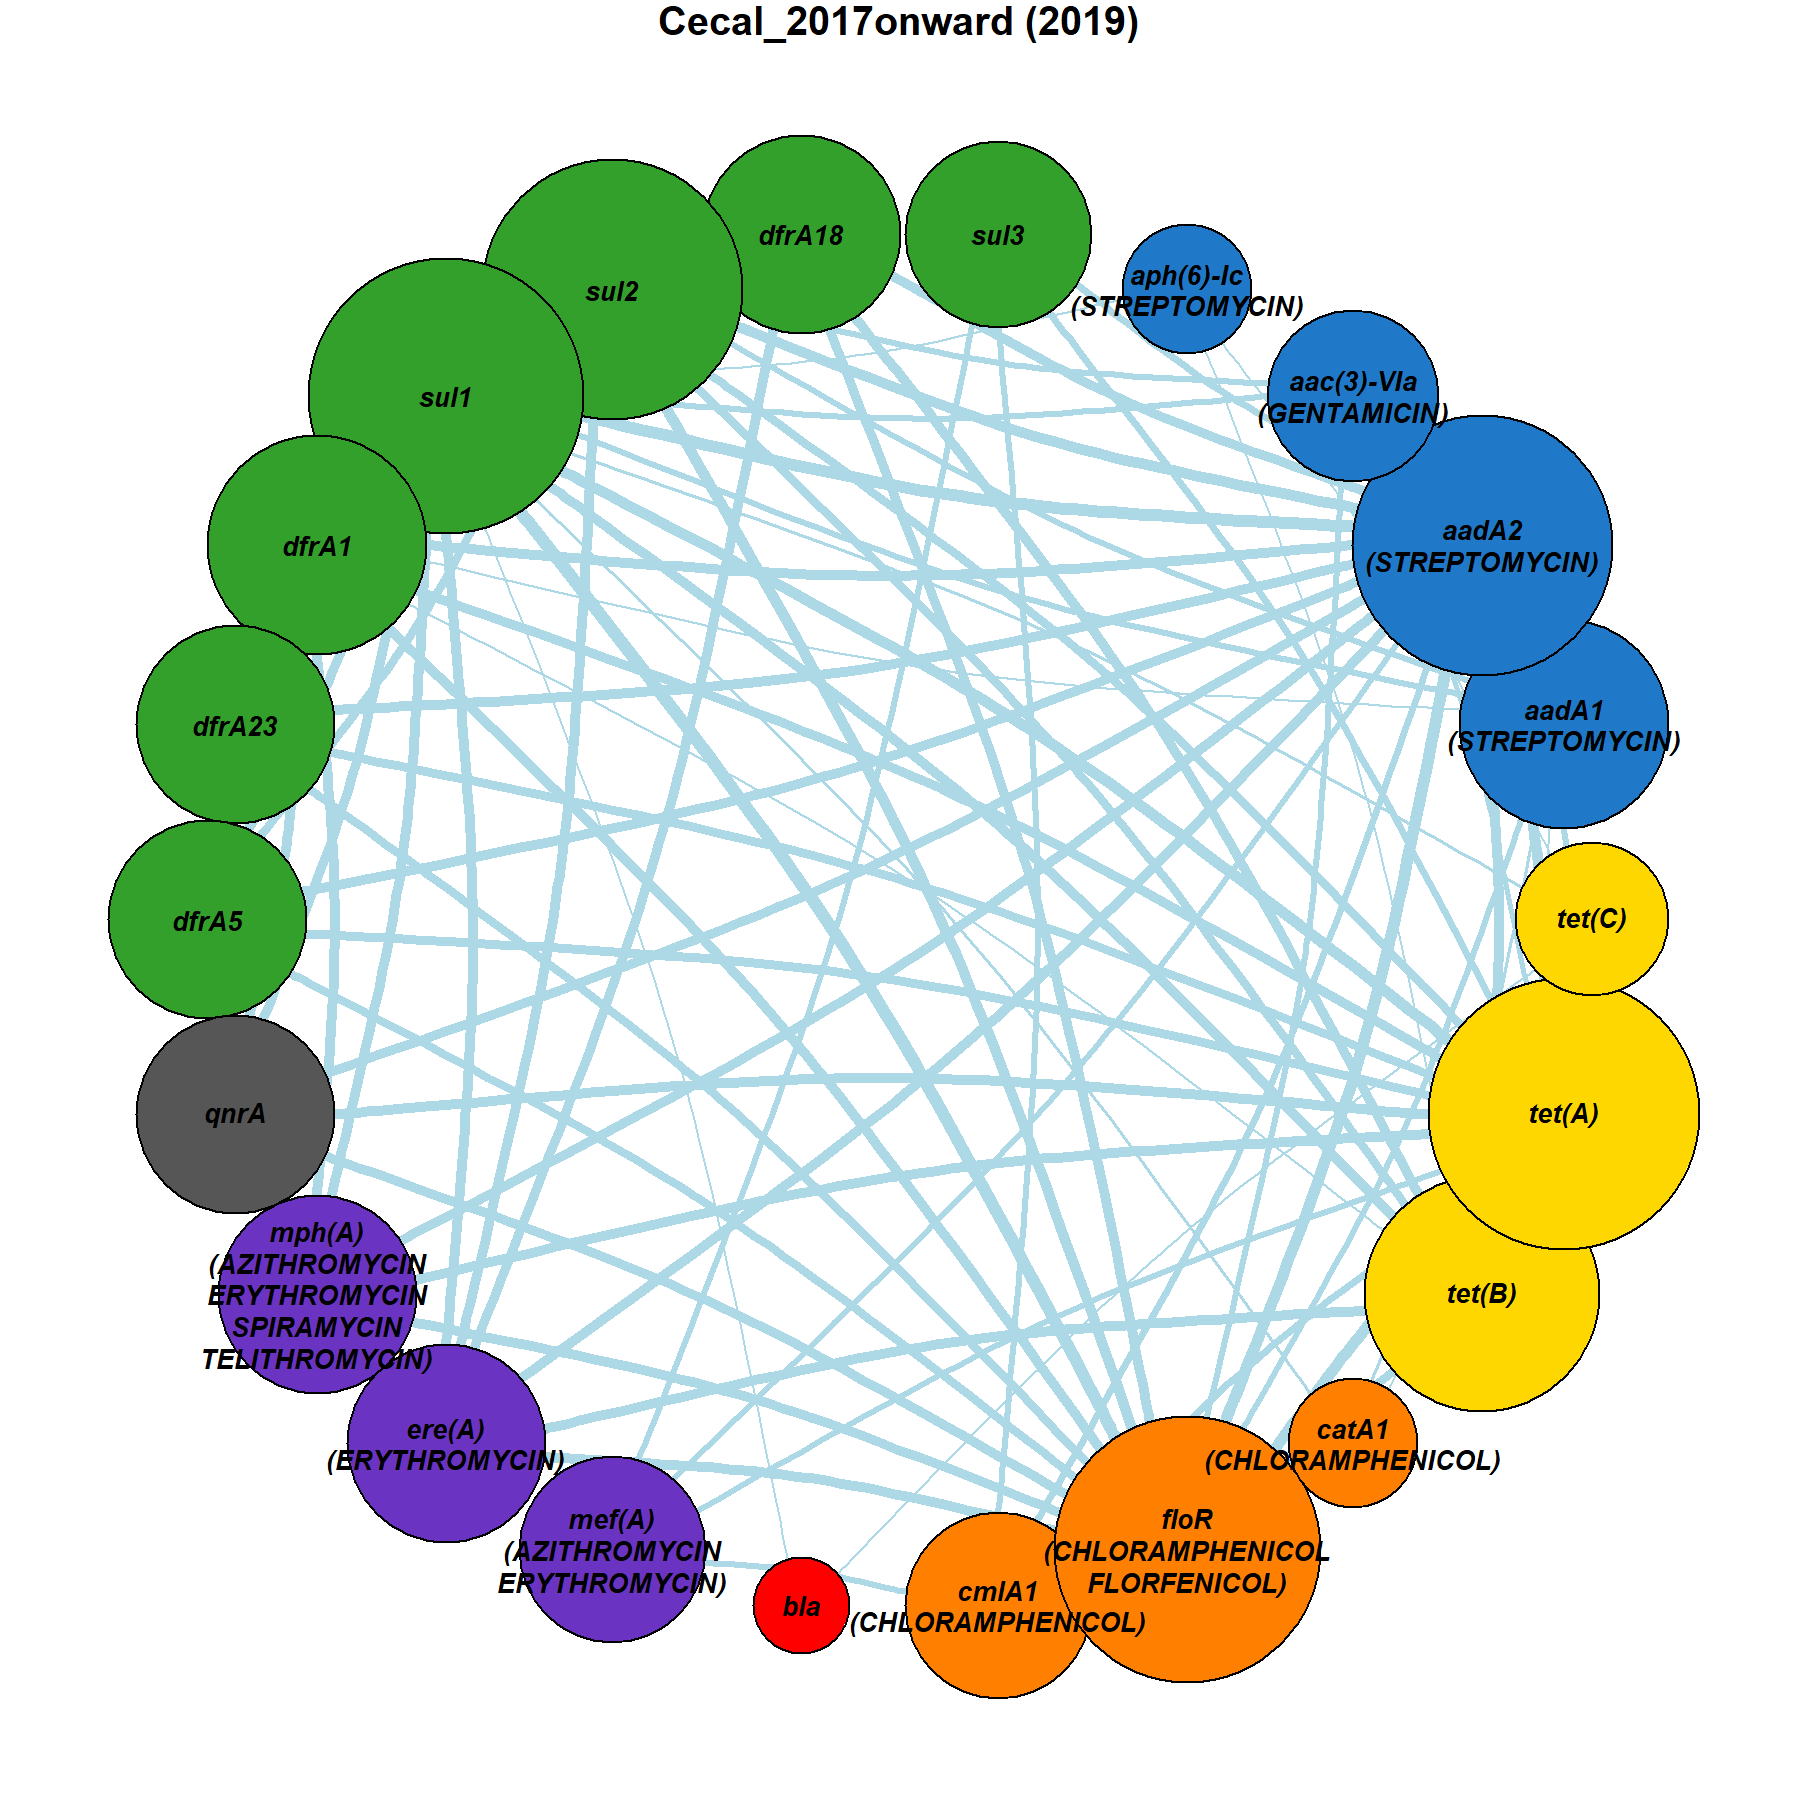 Cecal_2017onward (2019)
dfrA18
sul3
sul2
aph(6)-Ic
(STREPTOMYCIN)
aac(3)-VIa
(GENTAMICIN)
sul1
aadA2
(STREPTOMYCIN)
dfrA1
aadA1
(STREPTOMYCIN)
dfrA23
tet(C)
dfrA5
tet(A)
qnrA
tet(B)
mph(A)
(AZITHROMYCIN
ERYTHROMYCIN
SPIRAMYCIN
TELITHROMYCIN)
catA1
(CHLORAMPHENICOL)
ere(A)
(ERYTHROMYCIN)
floR
(CHLORAMPHENICOL
FLORFENICOL)
mef(A)
(AZITHROMYCIN
ERYTHROMYCIN)
cmlA1
(CHLORAMPHENICOL)
bla